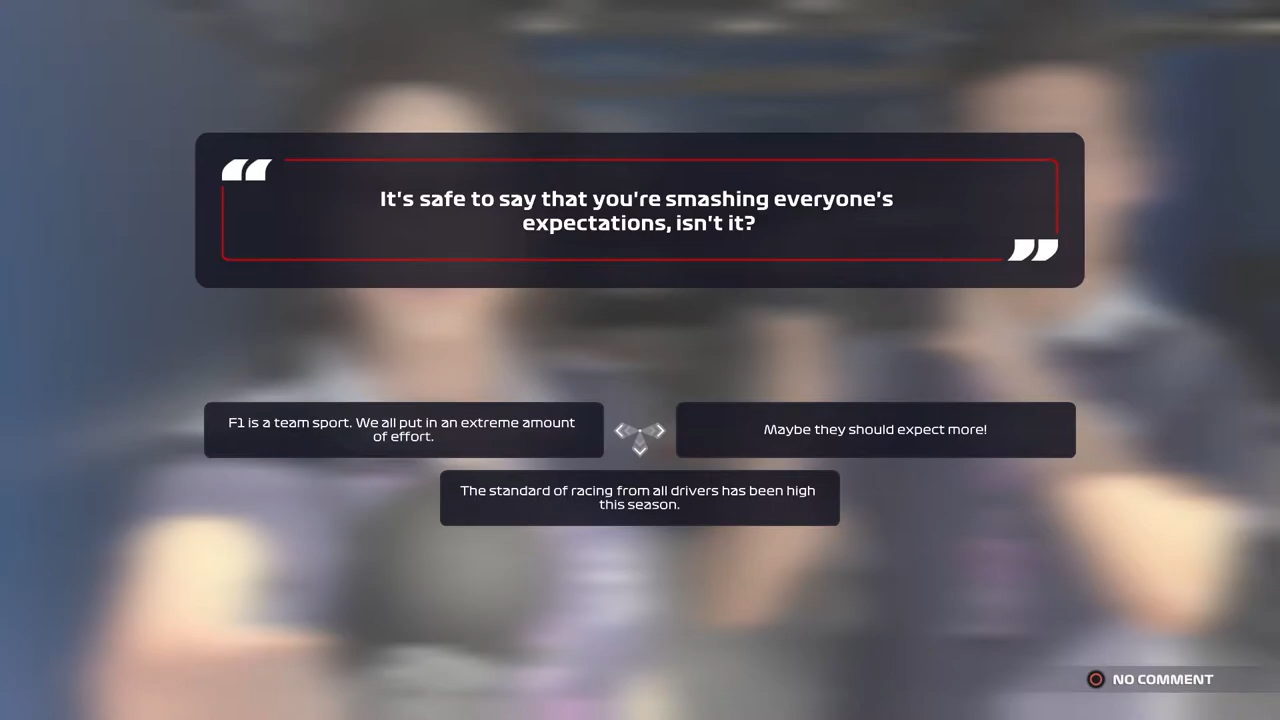 It's safe to say that you're smashing everyone's
expectations, isn't it?
F1 is a team sport. We all put in an extreme amount
of effort.
Maybe they should expect more!
The standard of racing from all drivers has been high
this season.
NO COMMENT